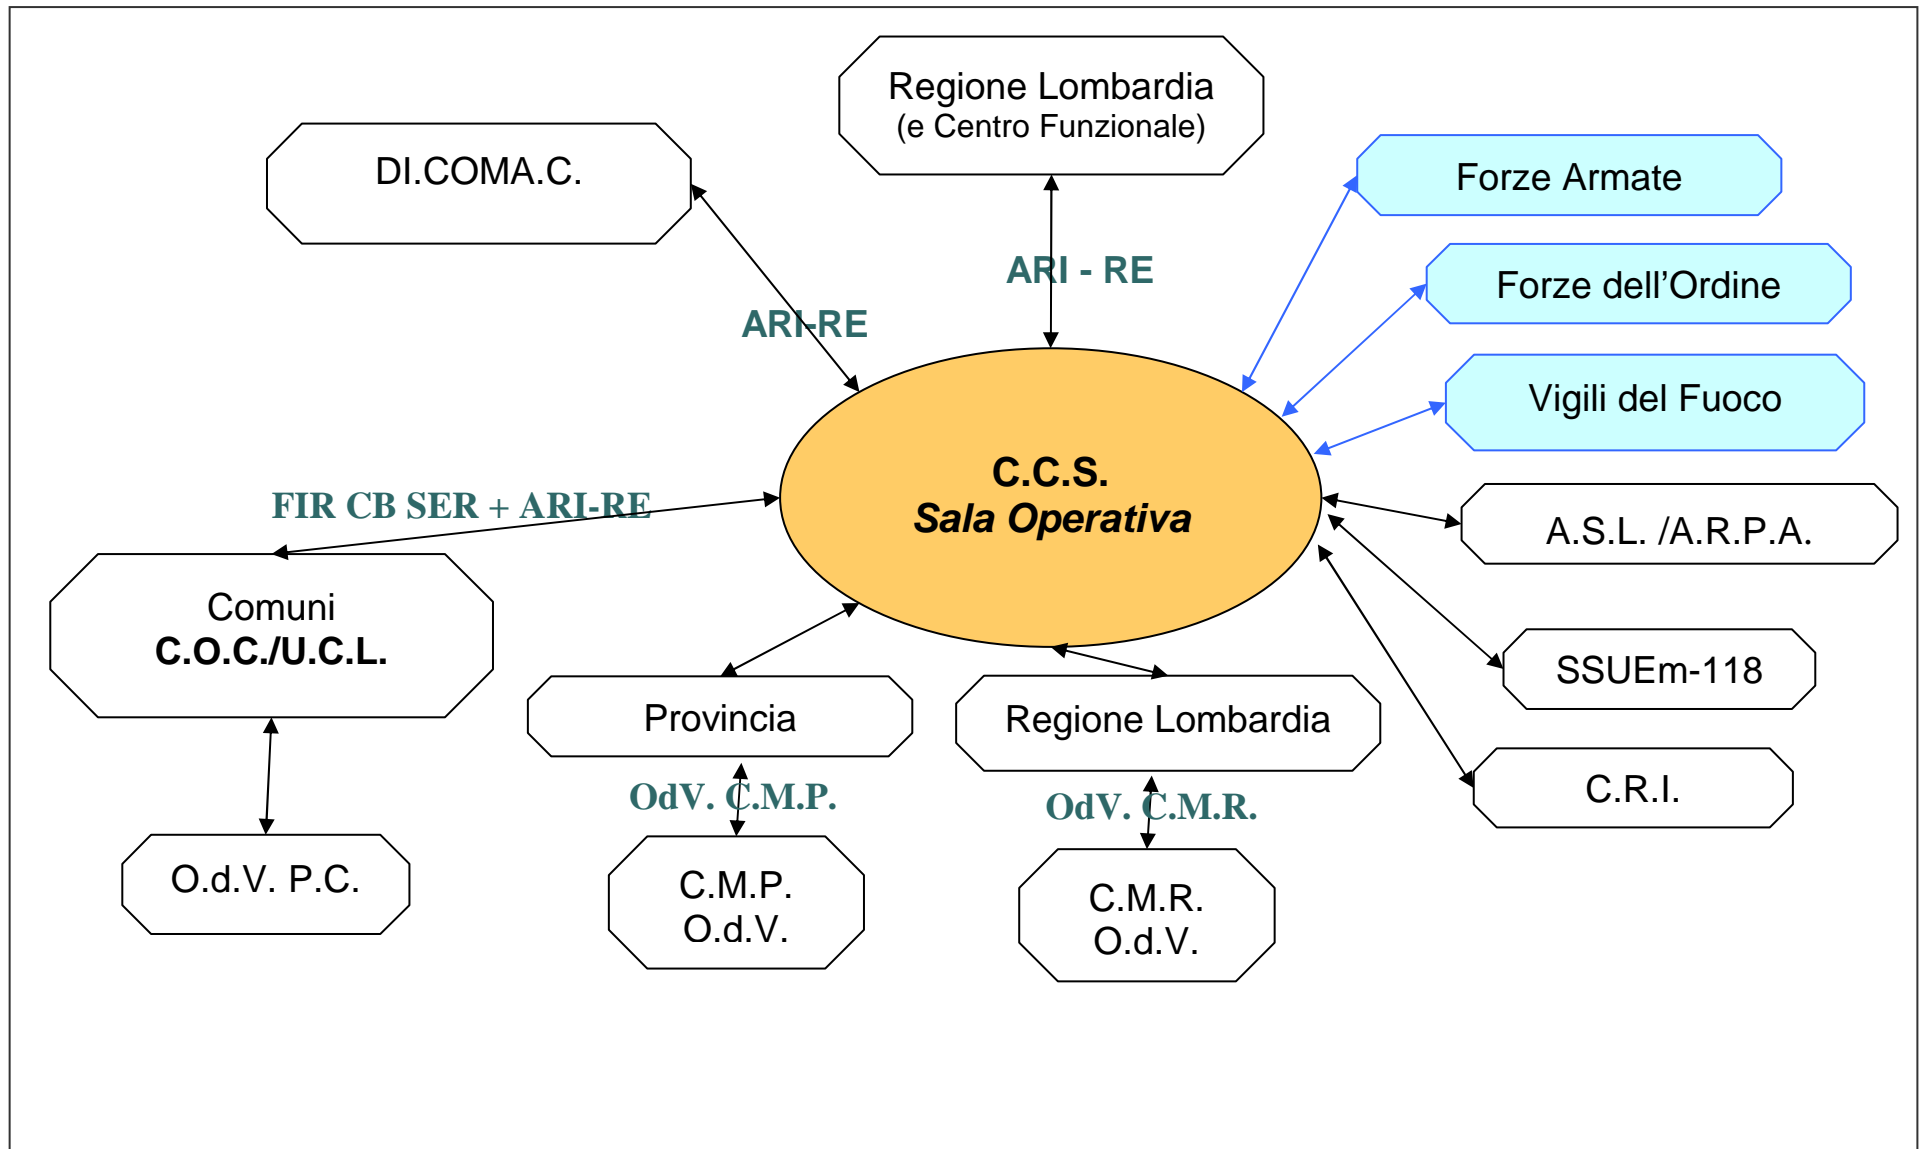 Regione Lombardia
(e Centro Funzionale)
DI.COMA.C.
Forze Armate
ARI - RE
Forze dell’Ordine
ARI-RE
Vigili del Fuoco
C.C.S.
Sala Operativa
FIR CB SER + ARI-RE
A.S.L. /A.R.P.A.
Comuni
C.O.C./U.C.L.
SSUEm-118
Provincia
Regione Lombardia
C.R.I.
OdV. C.M.P.
OdV. C.M.R.
O.d.V. P.C.
C.M.P.
O.d.V.
C.M.R.
O.d.V.